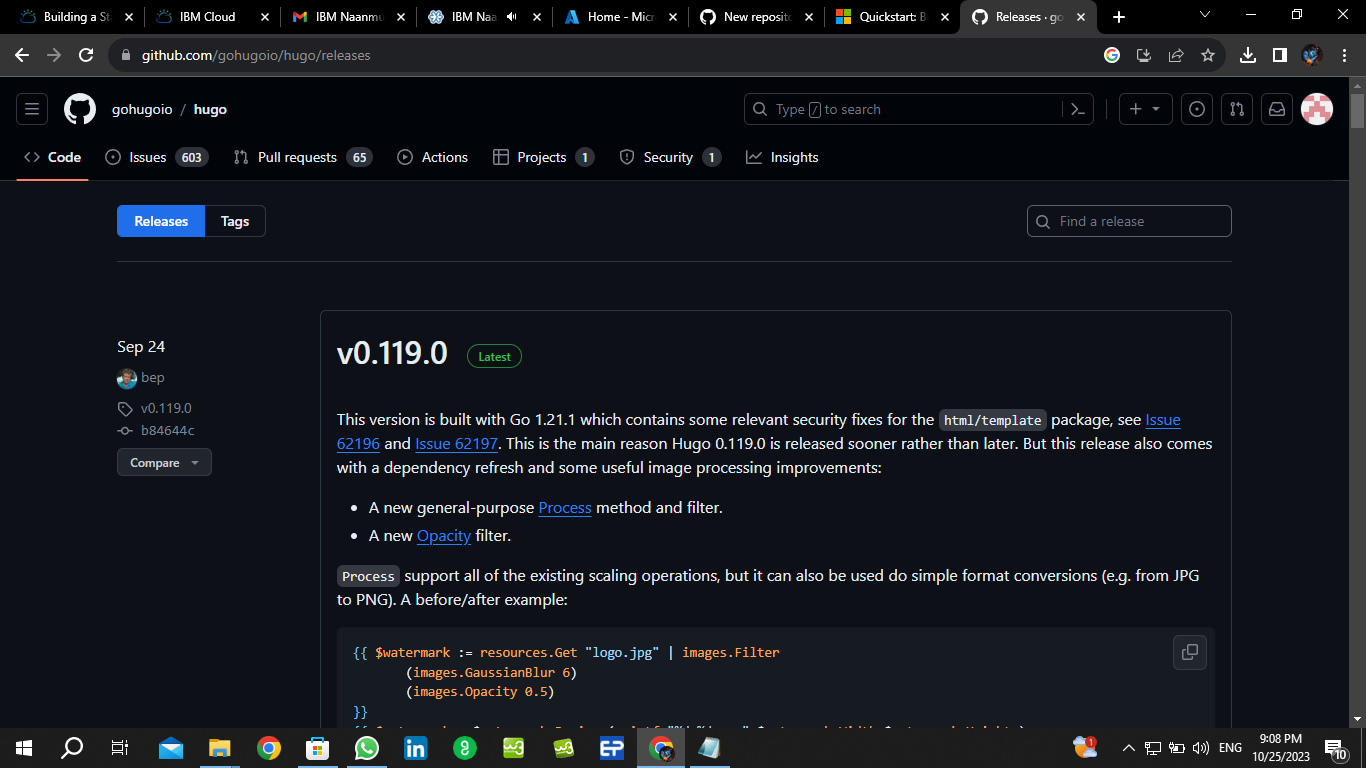 Building a St
IBM Cloud
IBM Naanmu
IBM Naa
Home - Micr
New reposito
Quickstart: B
Releases · go
github.com/gohugoio/hugo/releases
gohugoio / hugo
Type / to search
Code
Issues 603
Pull requests 65
Actions
Projects 1
Security 1
Insights
Releases
Tags
Find a release
Sep 24
bep
v0.119.0
b84644c
Compare
v0.119.0 Latest
This version is built with Go 1.21.1 which contains some relevant security fixes for the html/template package, see Issue
62196 and Issue 62197. This is the main reason Hugo 0.119.0 is released sooner rather than later. But this release also comes
with a dependency refresh and some useful image processing improvements:
• A new general-purpose Process method and filter.
• A new Opacity filter.
Process support all of the existing scaling operations, but it can also be used do simple format conversions (e.g. from JPG
to PNG). A before/after example:
{{ $watermark := resources.Get "logo.jpg" | images.Filter
(images.GaussianBlur 6)
(images.Opacity 0.5)
}}
EP
1
ENG
9:08 PM
10/25/2023
10